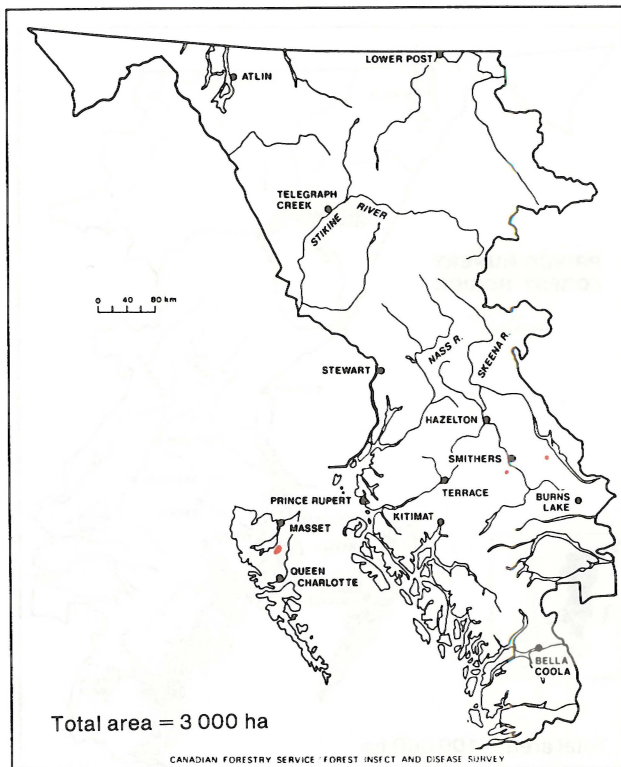 LOWER POST
ATLIN
TELEGRAPH
CREEK
STIKINE RIVER
0 40 80 km
NASS R.
SKEENA R.
STEWART
HAZELTON
SMITHERS
TERRACE
PRINCE RUPERT
BURNS
LAKE
KITIMAT
MASSET
QUEEN
CHARLOTTE
BELLA
COOLA
Total area = 3 000 ha
CANADIAN FORESTRY SERVICE FOREST INSECT AND DISEASE SURVEY